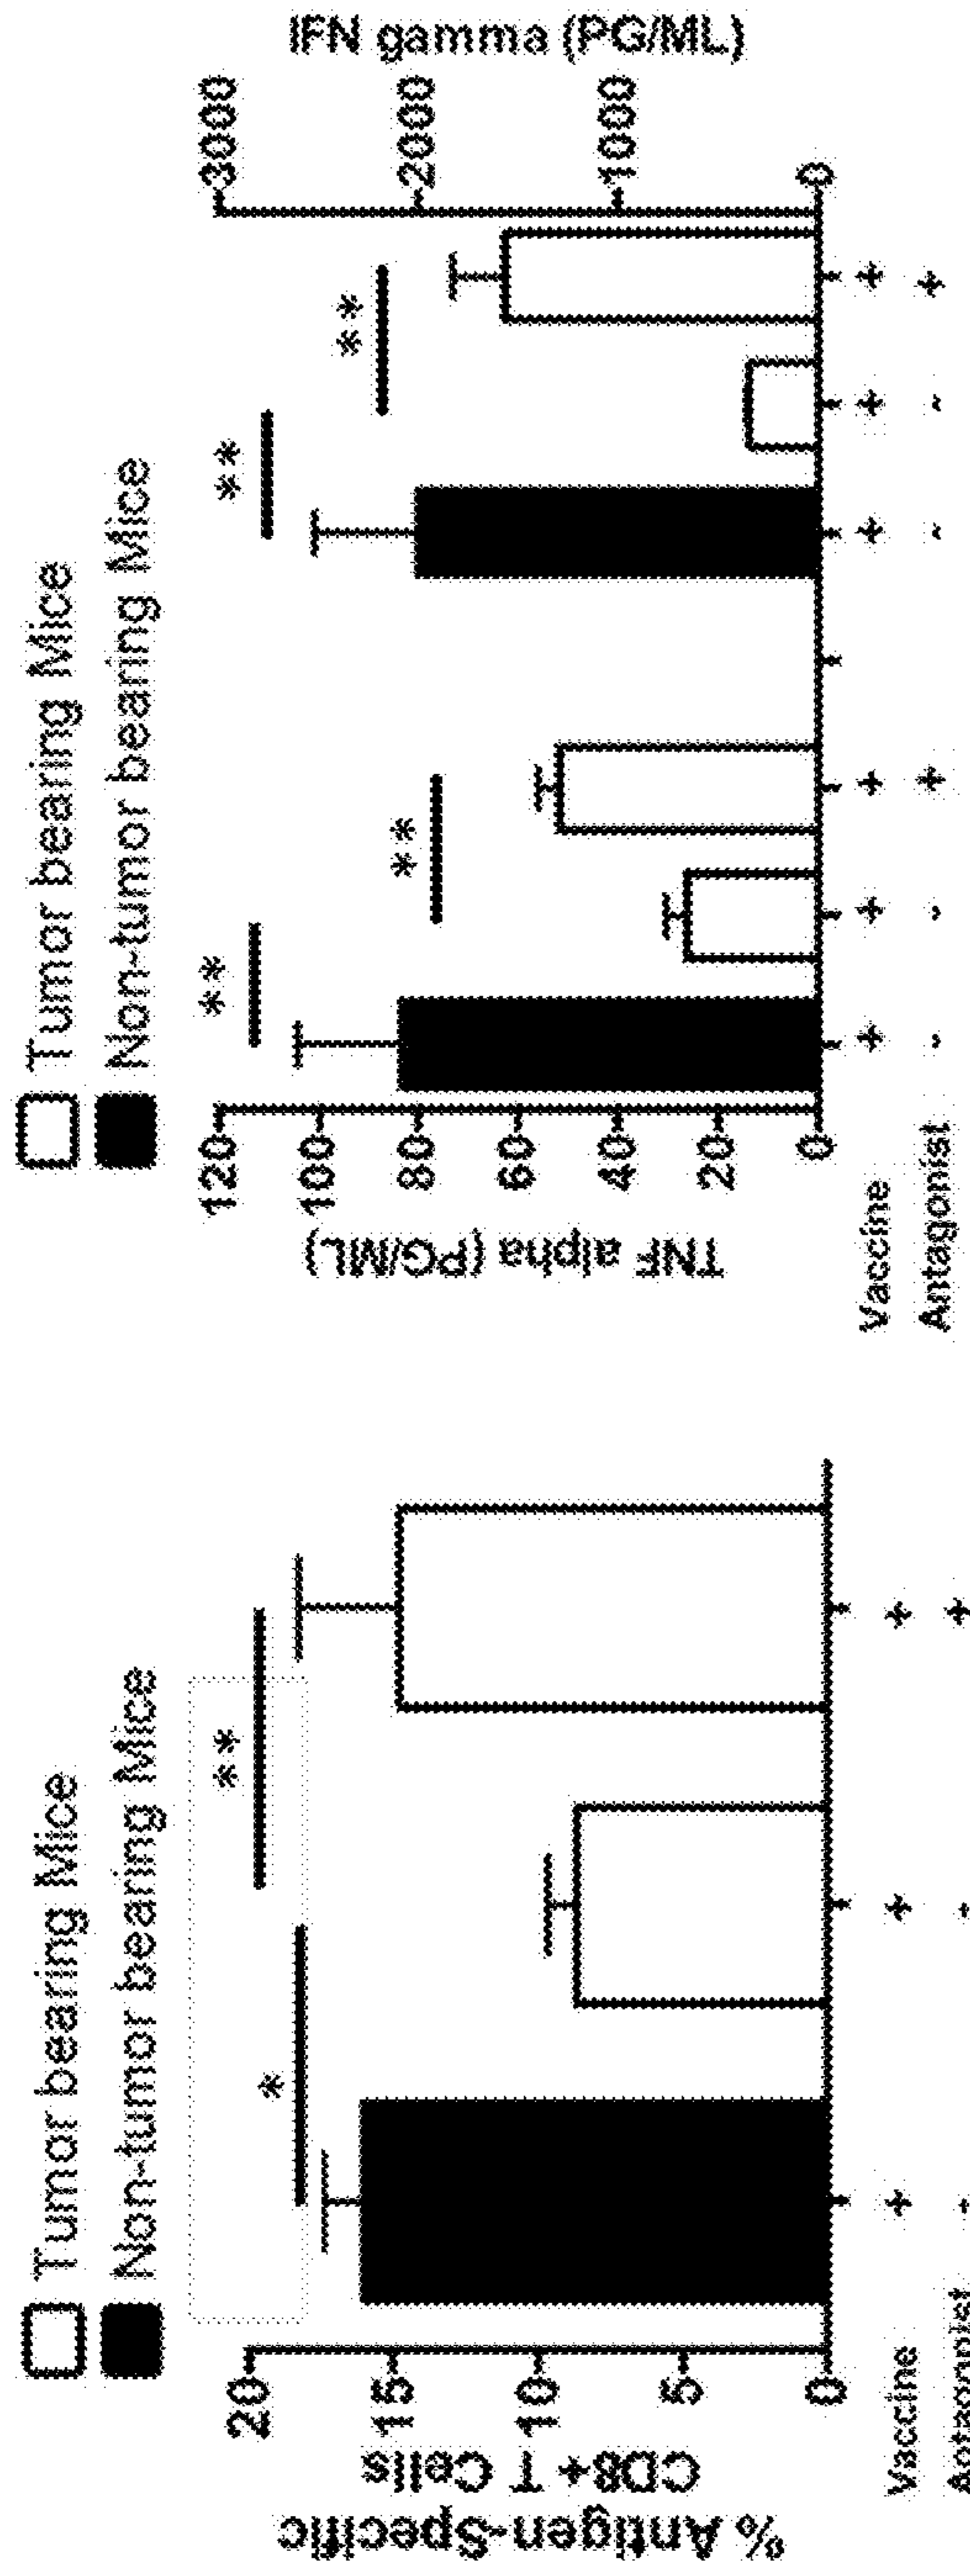 Tumor bearing Mice
Non-tumor bearing Mice
% Antigen-Specific
CD8+ T Cells
20
15
10
5
0
*
**
Vaccine + + +
Antagonist - - +
Tumor bearing Mice
Non-tumor bearing Mice
TNF alpha (PG/ML)
120
100
80
60
40
20
0
**
**
**
**
IFN gamma (PG/ML)
3000
2000
1000
0
Vaccine + + + + + +
Antagonist - - + - - +